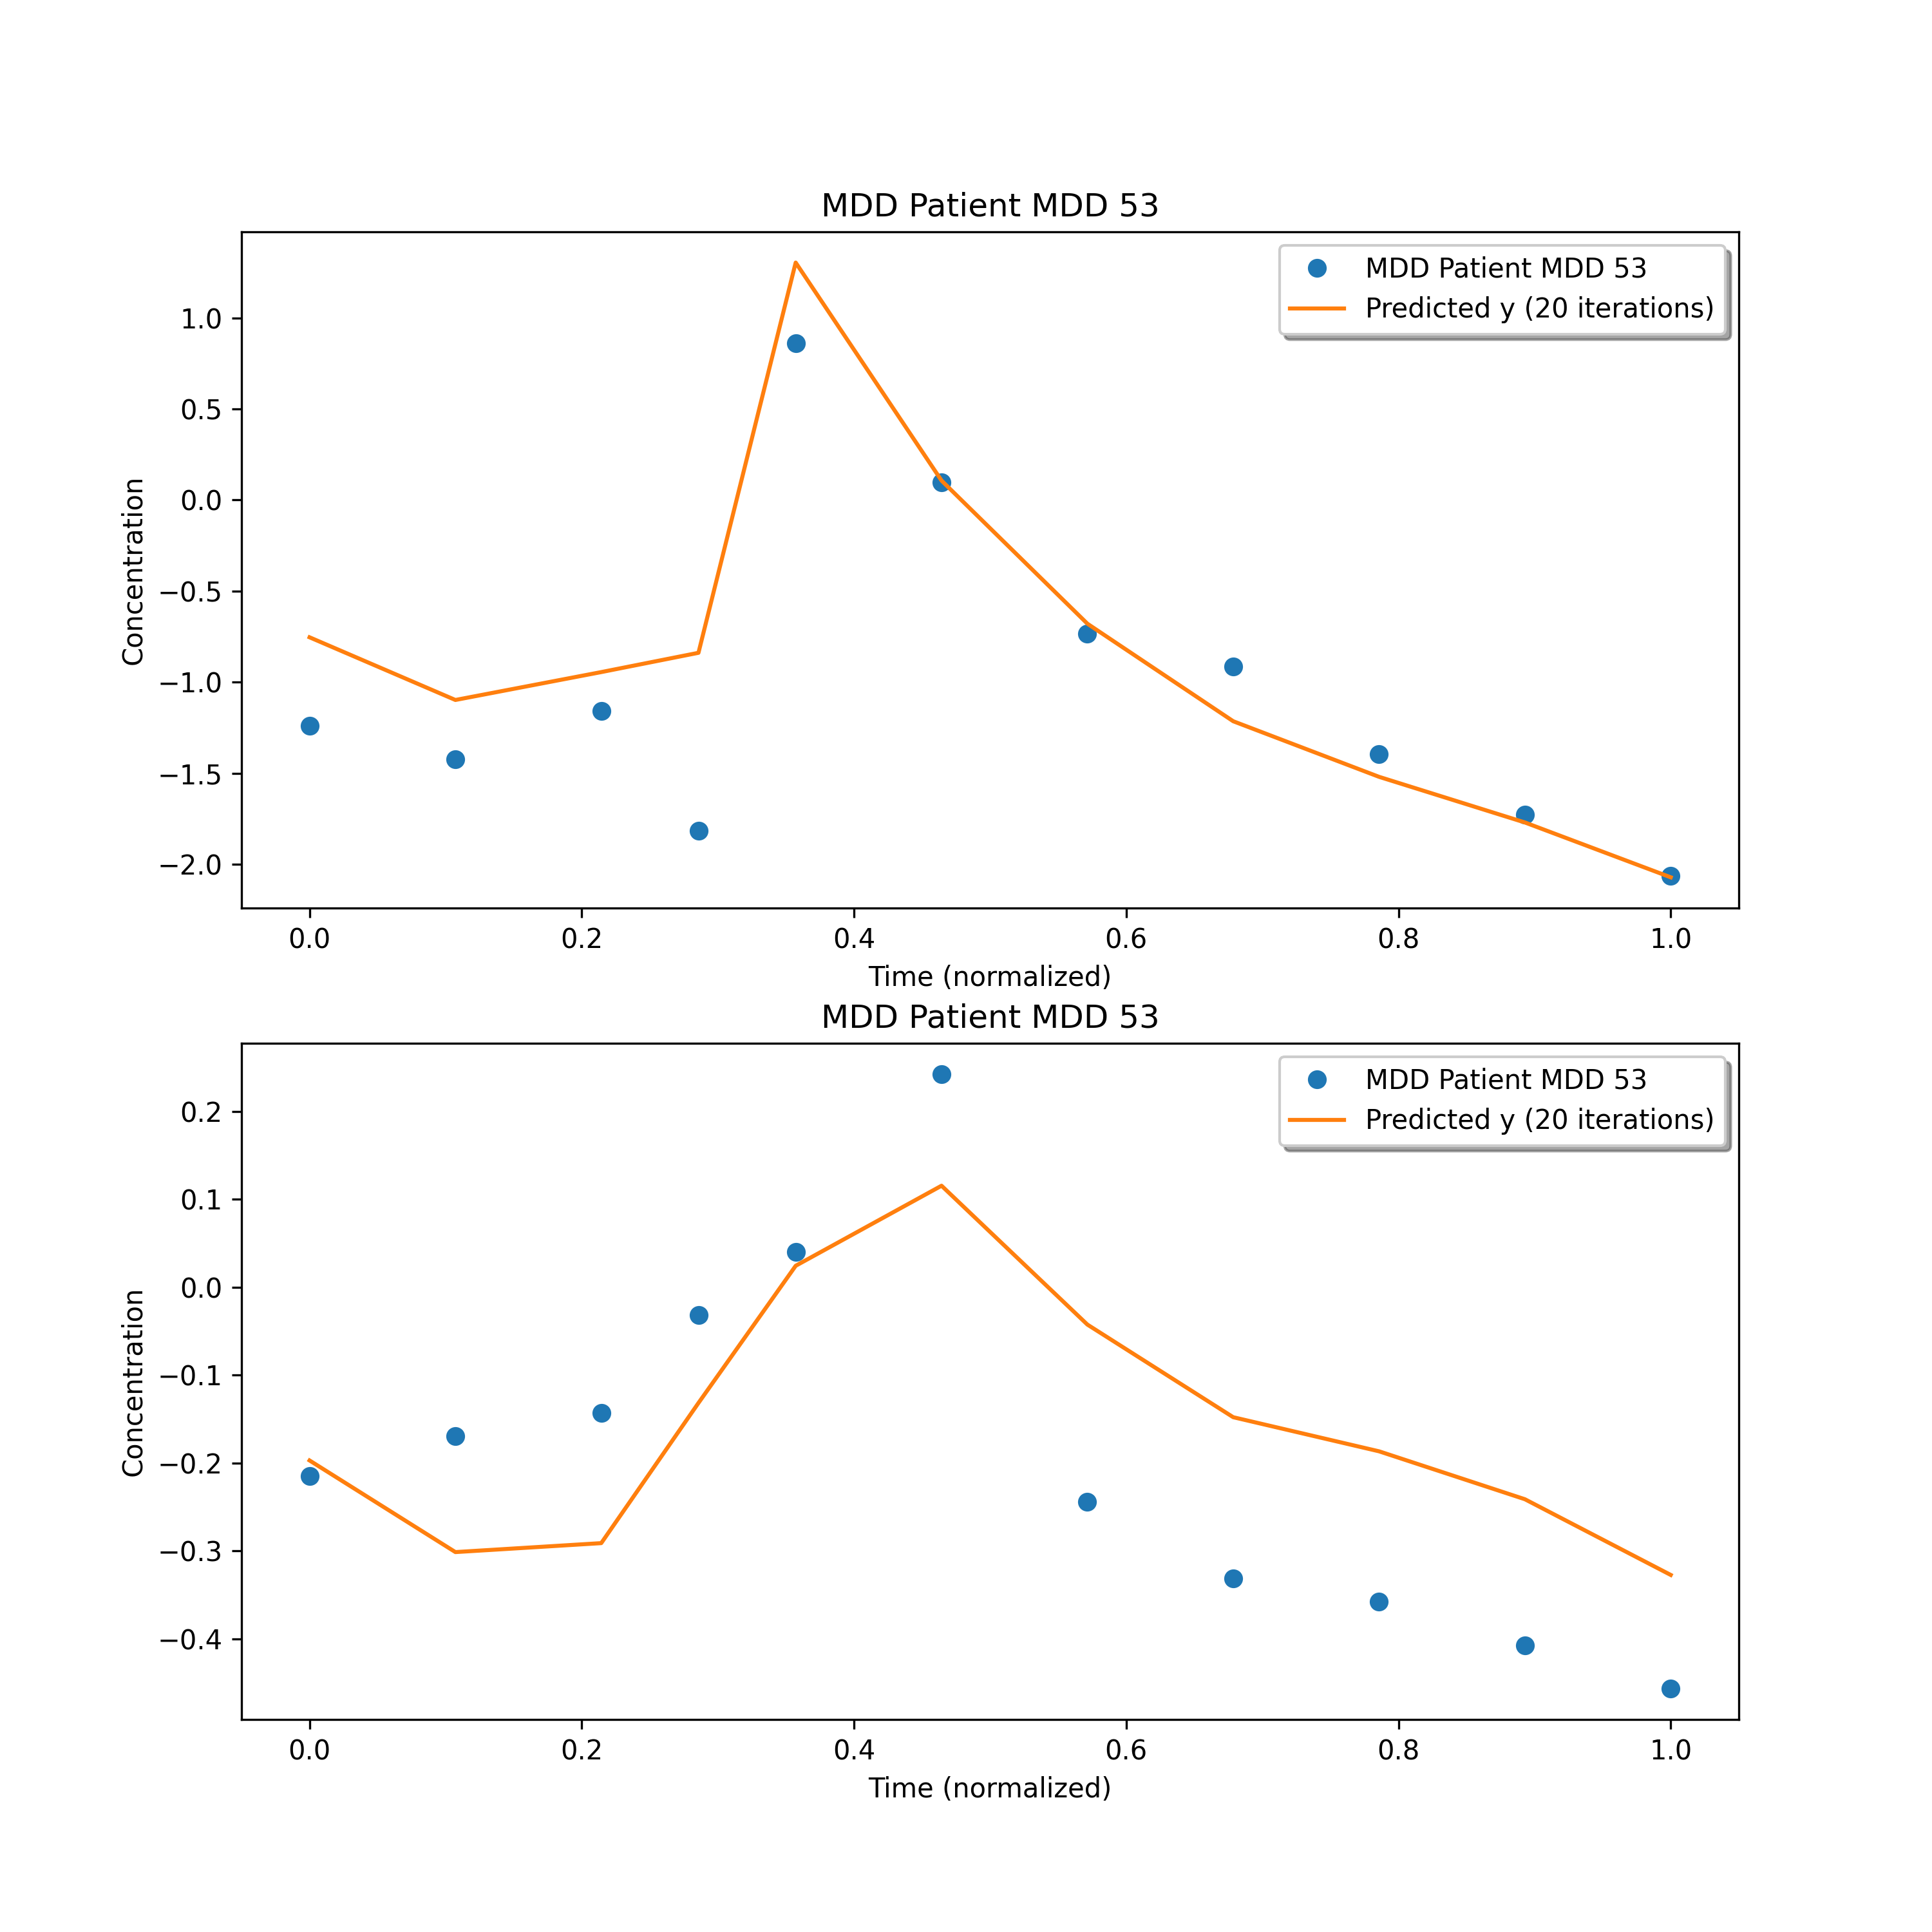 MDD Patient MDD 53
MDD Patient MDD 53
Predicted y (20 iterations)
1.0
0.5
0.0
−0.5
−1.0
−1.5
−2.0
Concentration
0.0 0.2 0.4 0.6 0.8 1.0
Time (normalized)
MDD Patient MDD 53
MDD Patient MDD 53
Predicted y (20 iterations)
0.2
0.1
0.0
−0.1
−0.2
−0.3
−0.4
Concentration
0.0 0.2 0.4 0.6 0.8 1.0
Time (normalized)